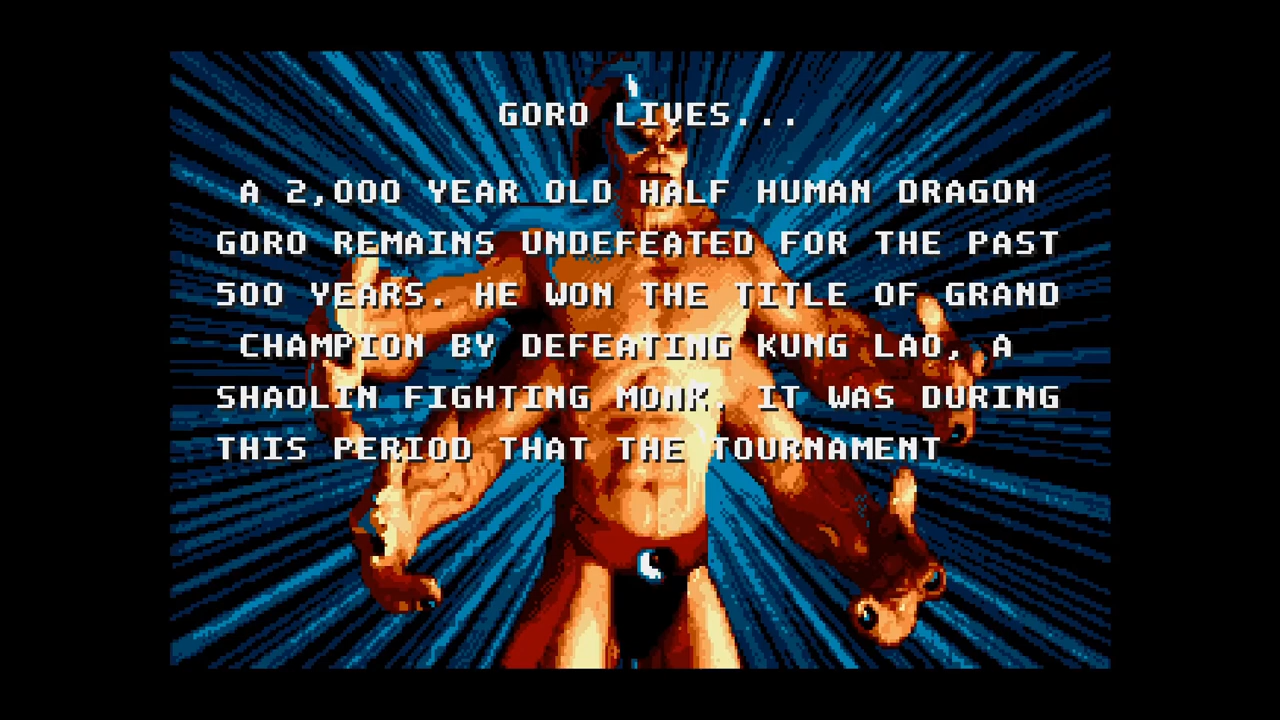 GORO LIVES...
A 2,000 YEAR OLD HALF HUMAN DRAGON
GORO REMAINS UNDEFEATED FOR THE PAST
500 YEARS. HE WON THE TITLE OF GRAND
CHAMPION BY DEFEATING KUNG LAO, A
SHAOLIN FIGHTING MONK. IT WAS DURING
THIS PERIOD THAT THE TOURNAMENT